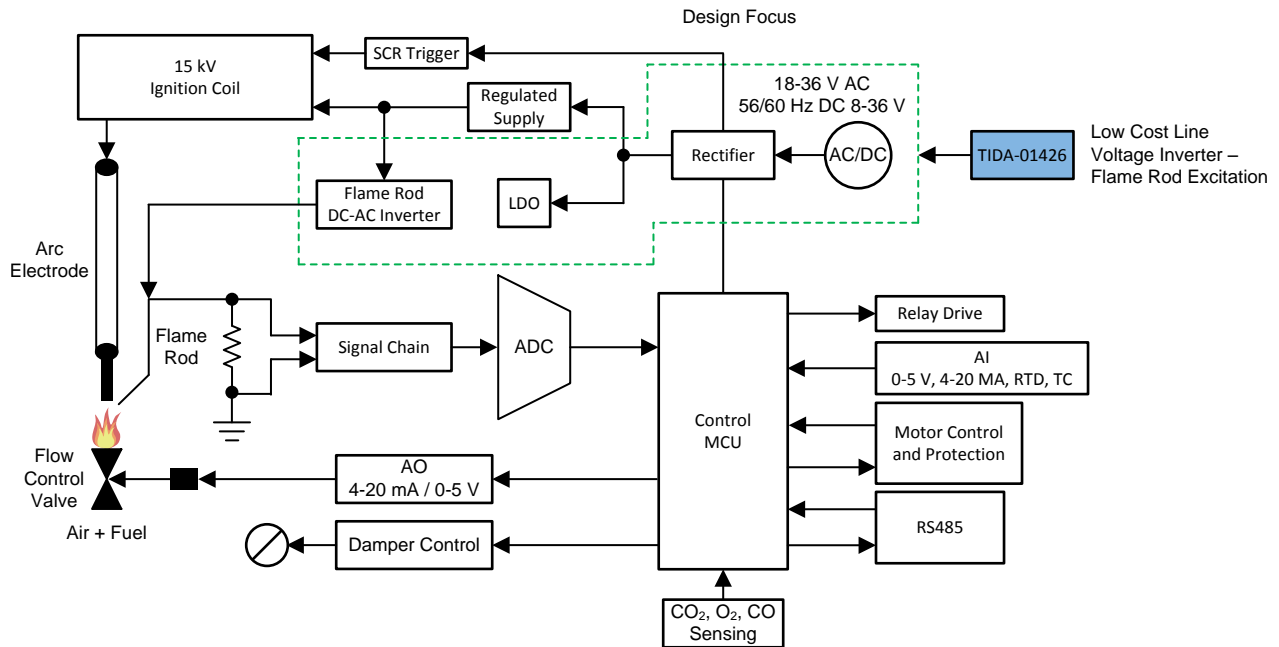 Design Focus
15 kV
Ignition Coil
SCR Trigger
Regulated
Supply
18-36 V AC
56/60 Hz DC 8-36 V
Rectifier
AC/DC
TIDA-01426
Low Cost Line
Voltage Inverter –
Flame Rod Excitation
Flame Rod
DC-AC Inverter
LDO
Arc
Electrode
Flame
Rod
Signal Chain
ADC
Control
MCU
Relay Drive
AI
0-5 V, 4-20 MA, RTD, TC
Motor Control
and Protection
RS485
Flow
Control
Valve
Air + Fuel
AO
4-20 mA / 0-5 V
Damper Control
CO₂, O₂, CO
Sensing